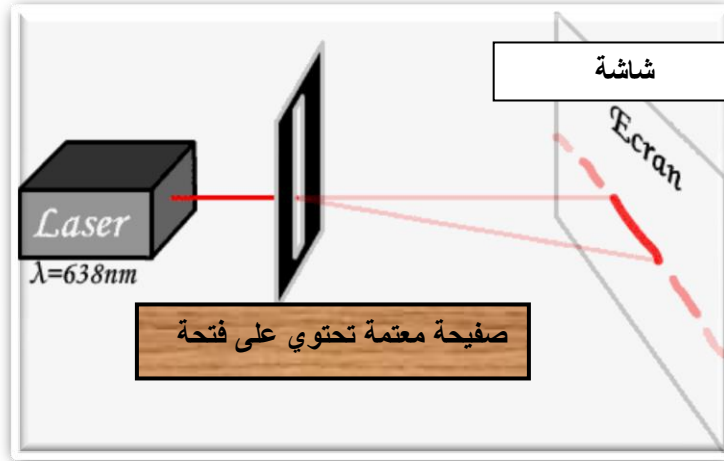 شاشة
Ecran
Laser
λ=638nm
صفيحة معتمة تحتوي على فتحة